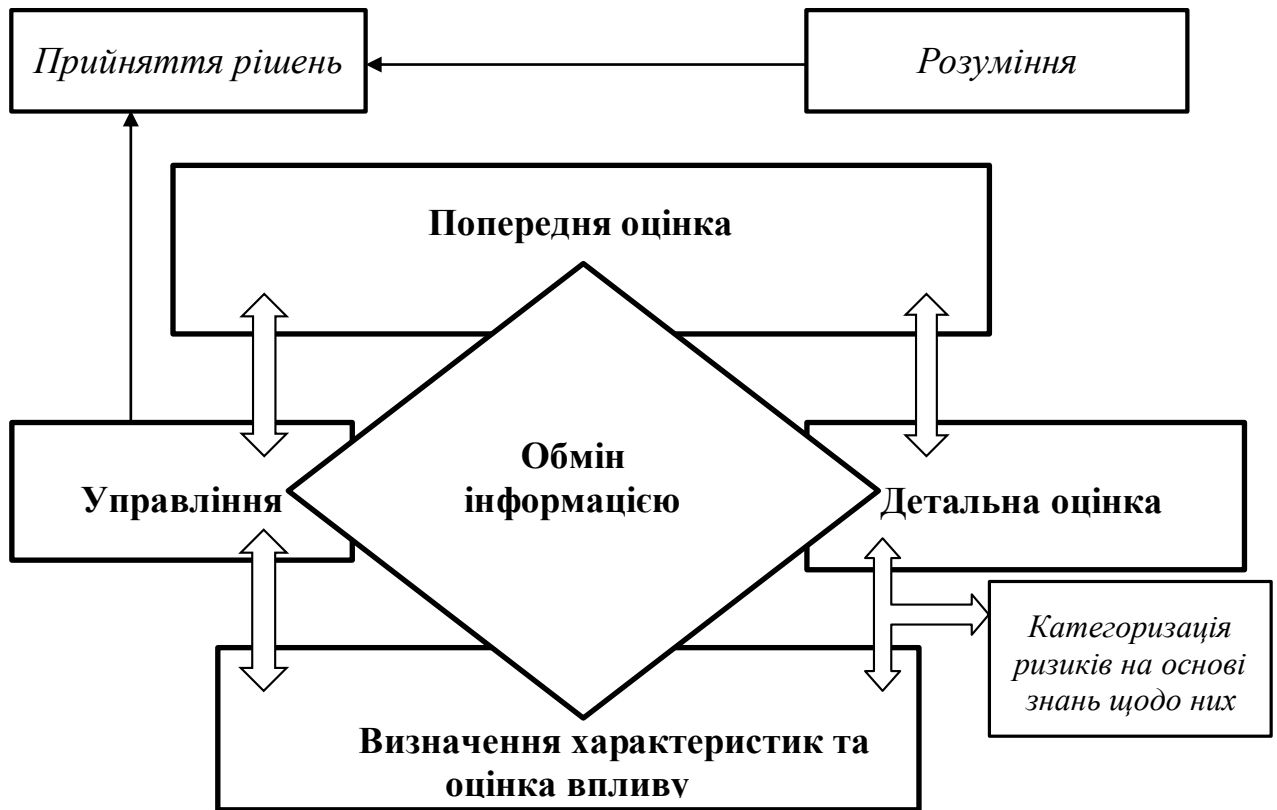 Прийняття рішень
Розуміння
Попередня оцінка
Обмін
інформацією
Управління
Детальна оцінка
Категоризація
ризиків на основі
знань щодо них
Визначення характеристик та
оцінка впливу